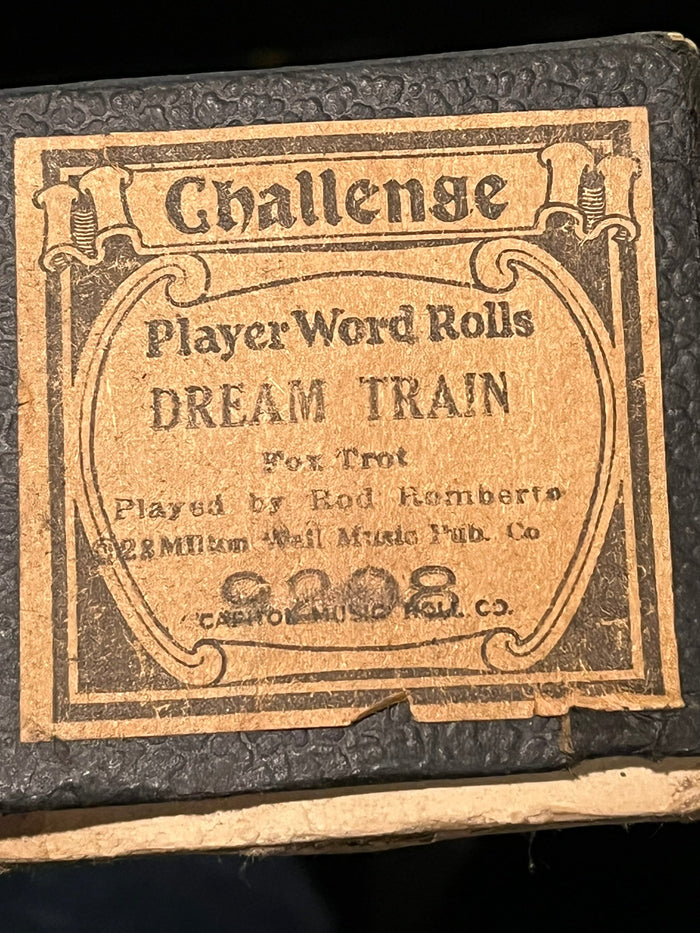 Challenge
Player Word Rolls
DREAM TRAIN
Fox Trot
Played by Rod Romberto
©28 Milton Weil Music Pub. Co
CAPITOL MUSIC ROLL CO.